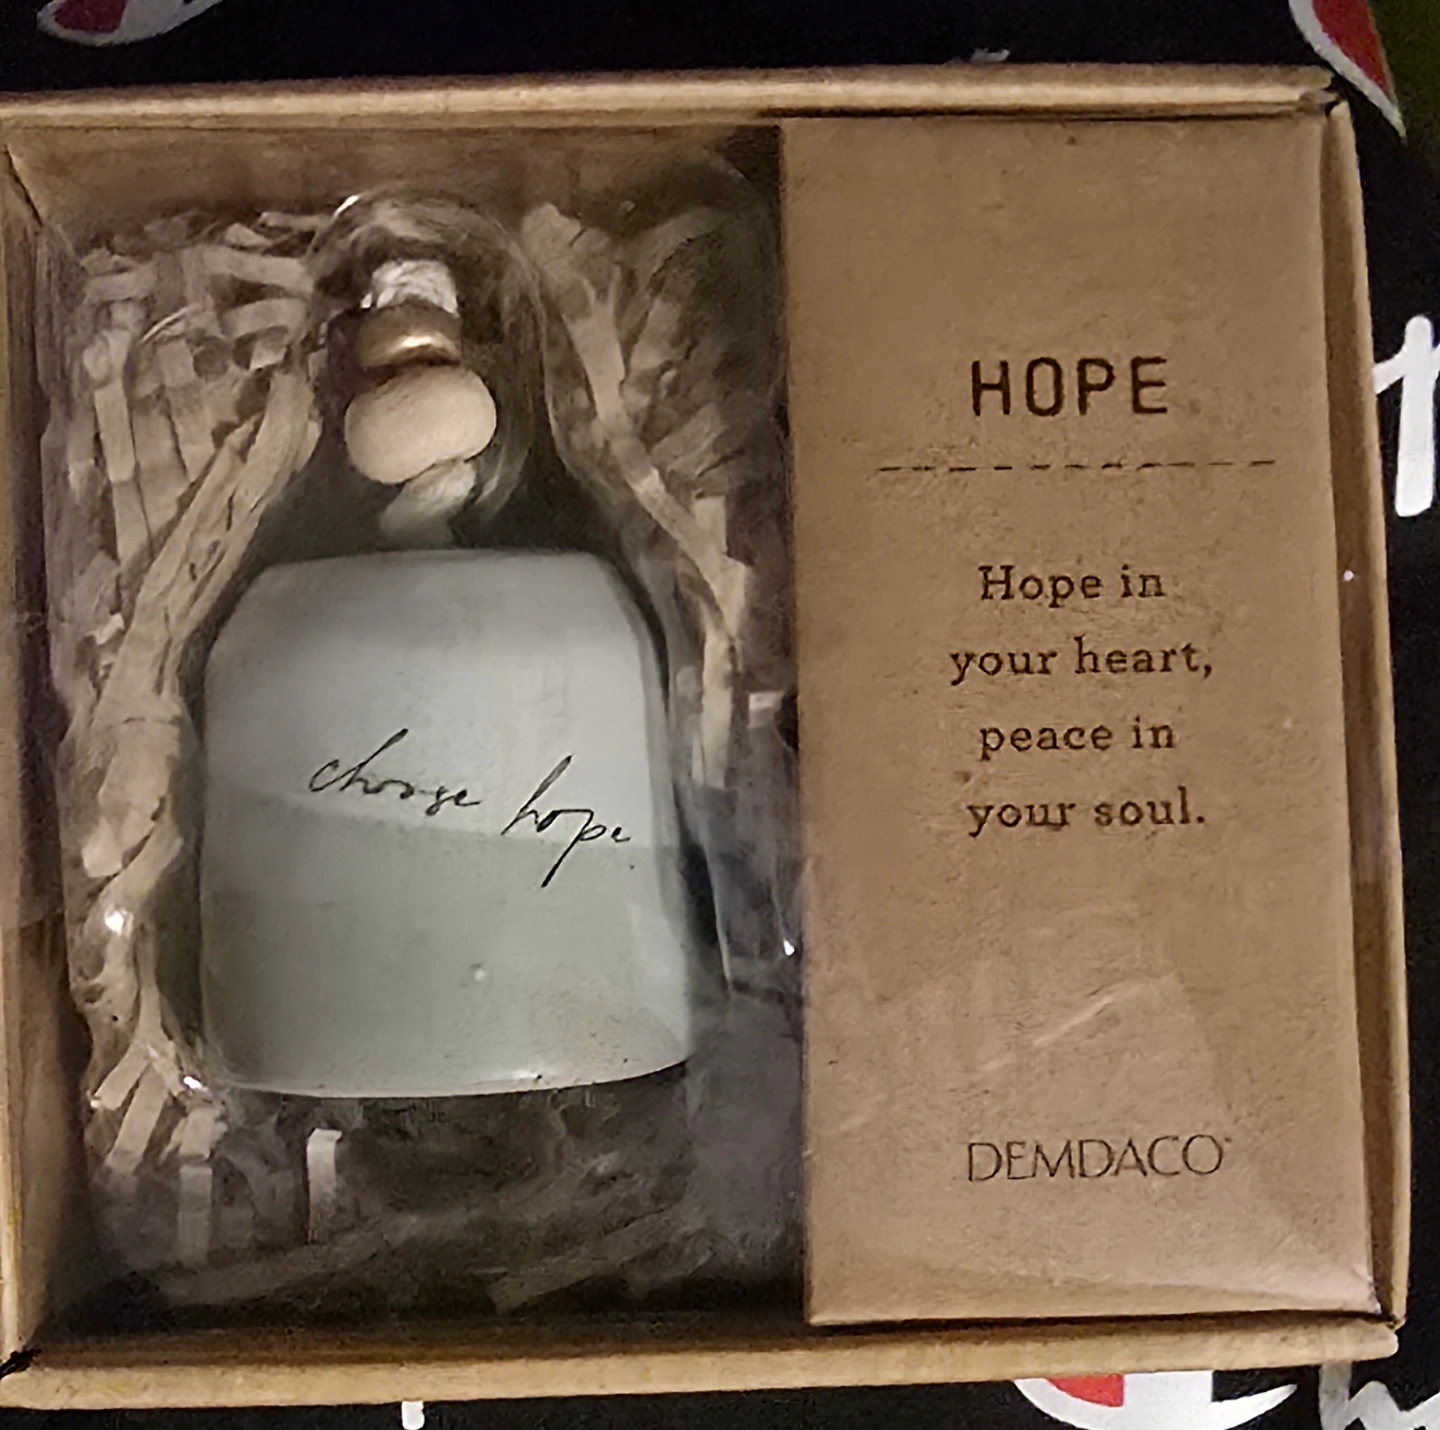 choose hope.
HOPE
Hope in
your heart,
peace in
your soul.
DEMDACO